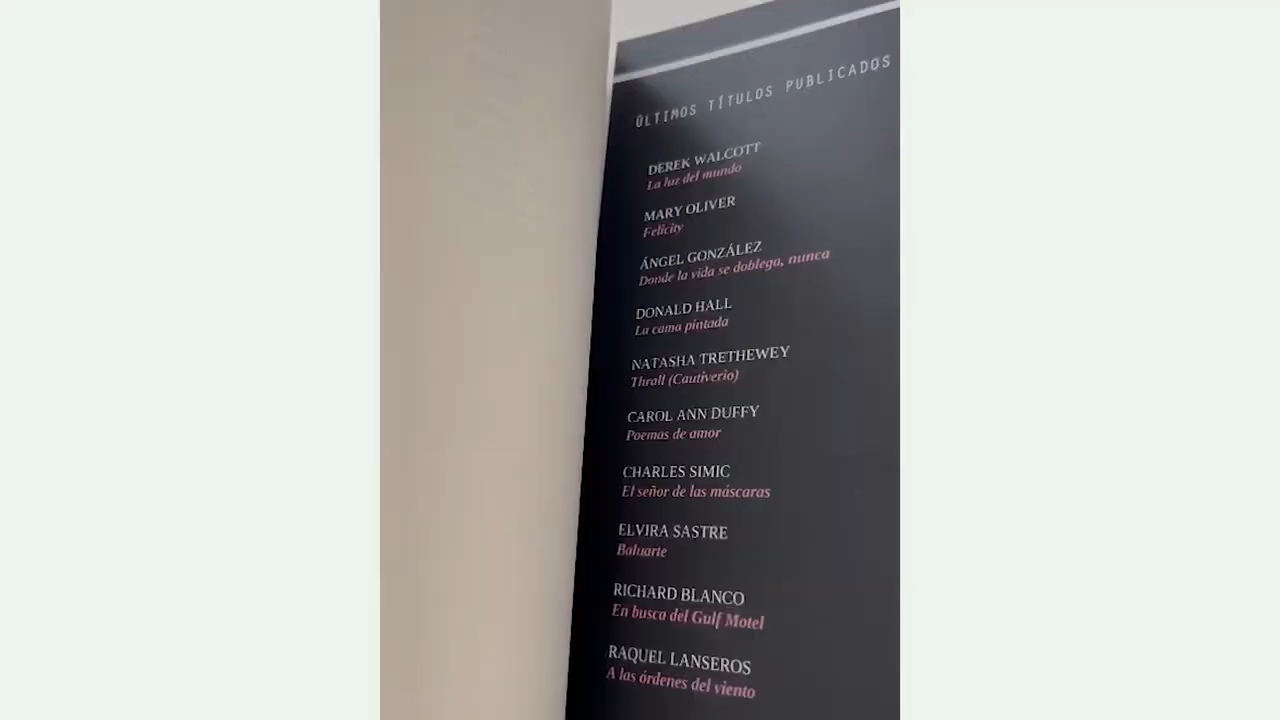 ÚLTIMOS TÍTULOS PUBLICADOS
DEREK WALCOTT
La luz del mundo
MARY OLIVER
Felicity
ÁNGEL GONZÁLEZ
Donde la vida se doblega, nunca
DONALD HALL
La cama pintada
NATASHA TRETHEWEY
Thrall (Cautiverio)
CAROL ANN DUFFY
Poemas de amor
CHARLES SIMIC
El señor de las máscaras
ELVIRA SASTRE
Baluarte
RICHARD BLANCO
En busca del Gulf Motel
RAQUEL LANSEROS
A las órdenes del viento